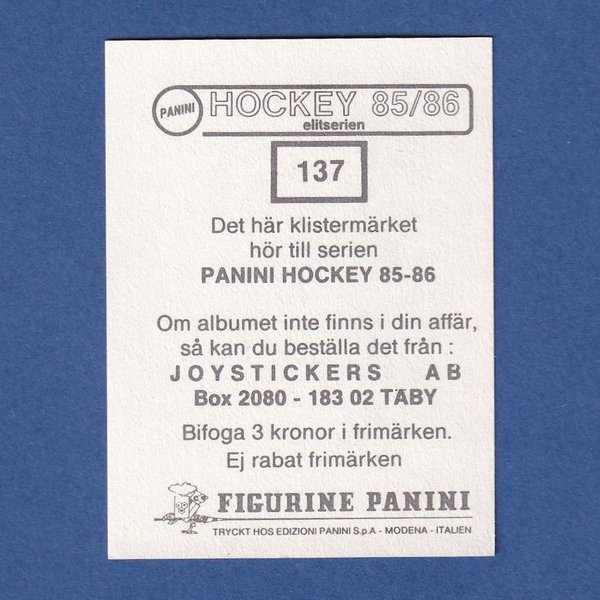 PANINI HOCKEY 85/86
elitserien
137
Det här klistermärket
hör till serien
PANINI HOCKEY 85-86
Om albumet inte finns i din affär,
så kan du beställa det från :
JOYSTICKERS AB
Box 2080 - 183 02 TÄBY
Bifoga 3 kronor i frimärken.
Ej rabat frimärken
FIGURINE PANINI
TRYCKT HOS EDIZIONI PANINI S.p.A - MODENA - ITALIEN